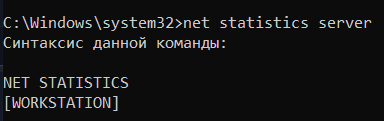 C:\Windows\system32>net statistics server
Синтаксис данной команды:
NET STATISTICS
[WORKSTATION]